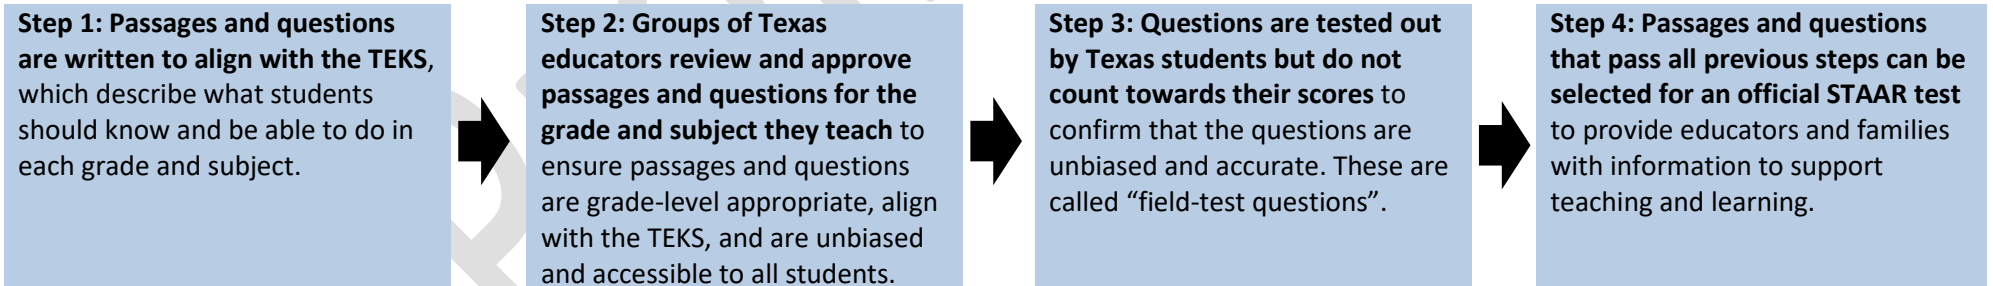 Step 1: Passages and questions
are written to align with the TEKS,
which describe what students
should know and be able to do in
each grade and subject.
Step 2: Groups of Texas
educators review and approve
passages and questions for the
grade and subject they teach to
ensure passages and questions
are grade-level appropriate, align
with the TEKS, and are unbiased
and accessible to all students.
Step 3: Questions are tested out
by Texas students but do not
count towards their scores to
confirm that the questions are
unbiased and accurate. These are
called “field-test questions”.
Step 4: Passages and questions
that pass all previous steps can be
selected for an official STAAR test
to provide educators and families
with information to support
teaching and learning.